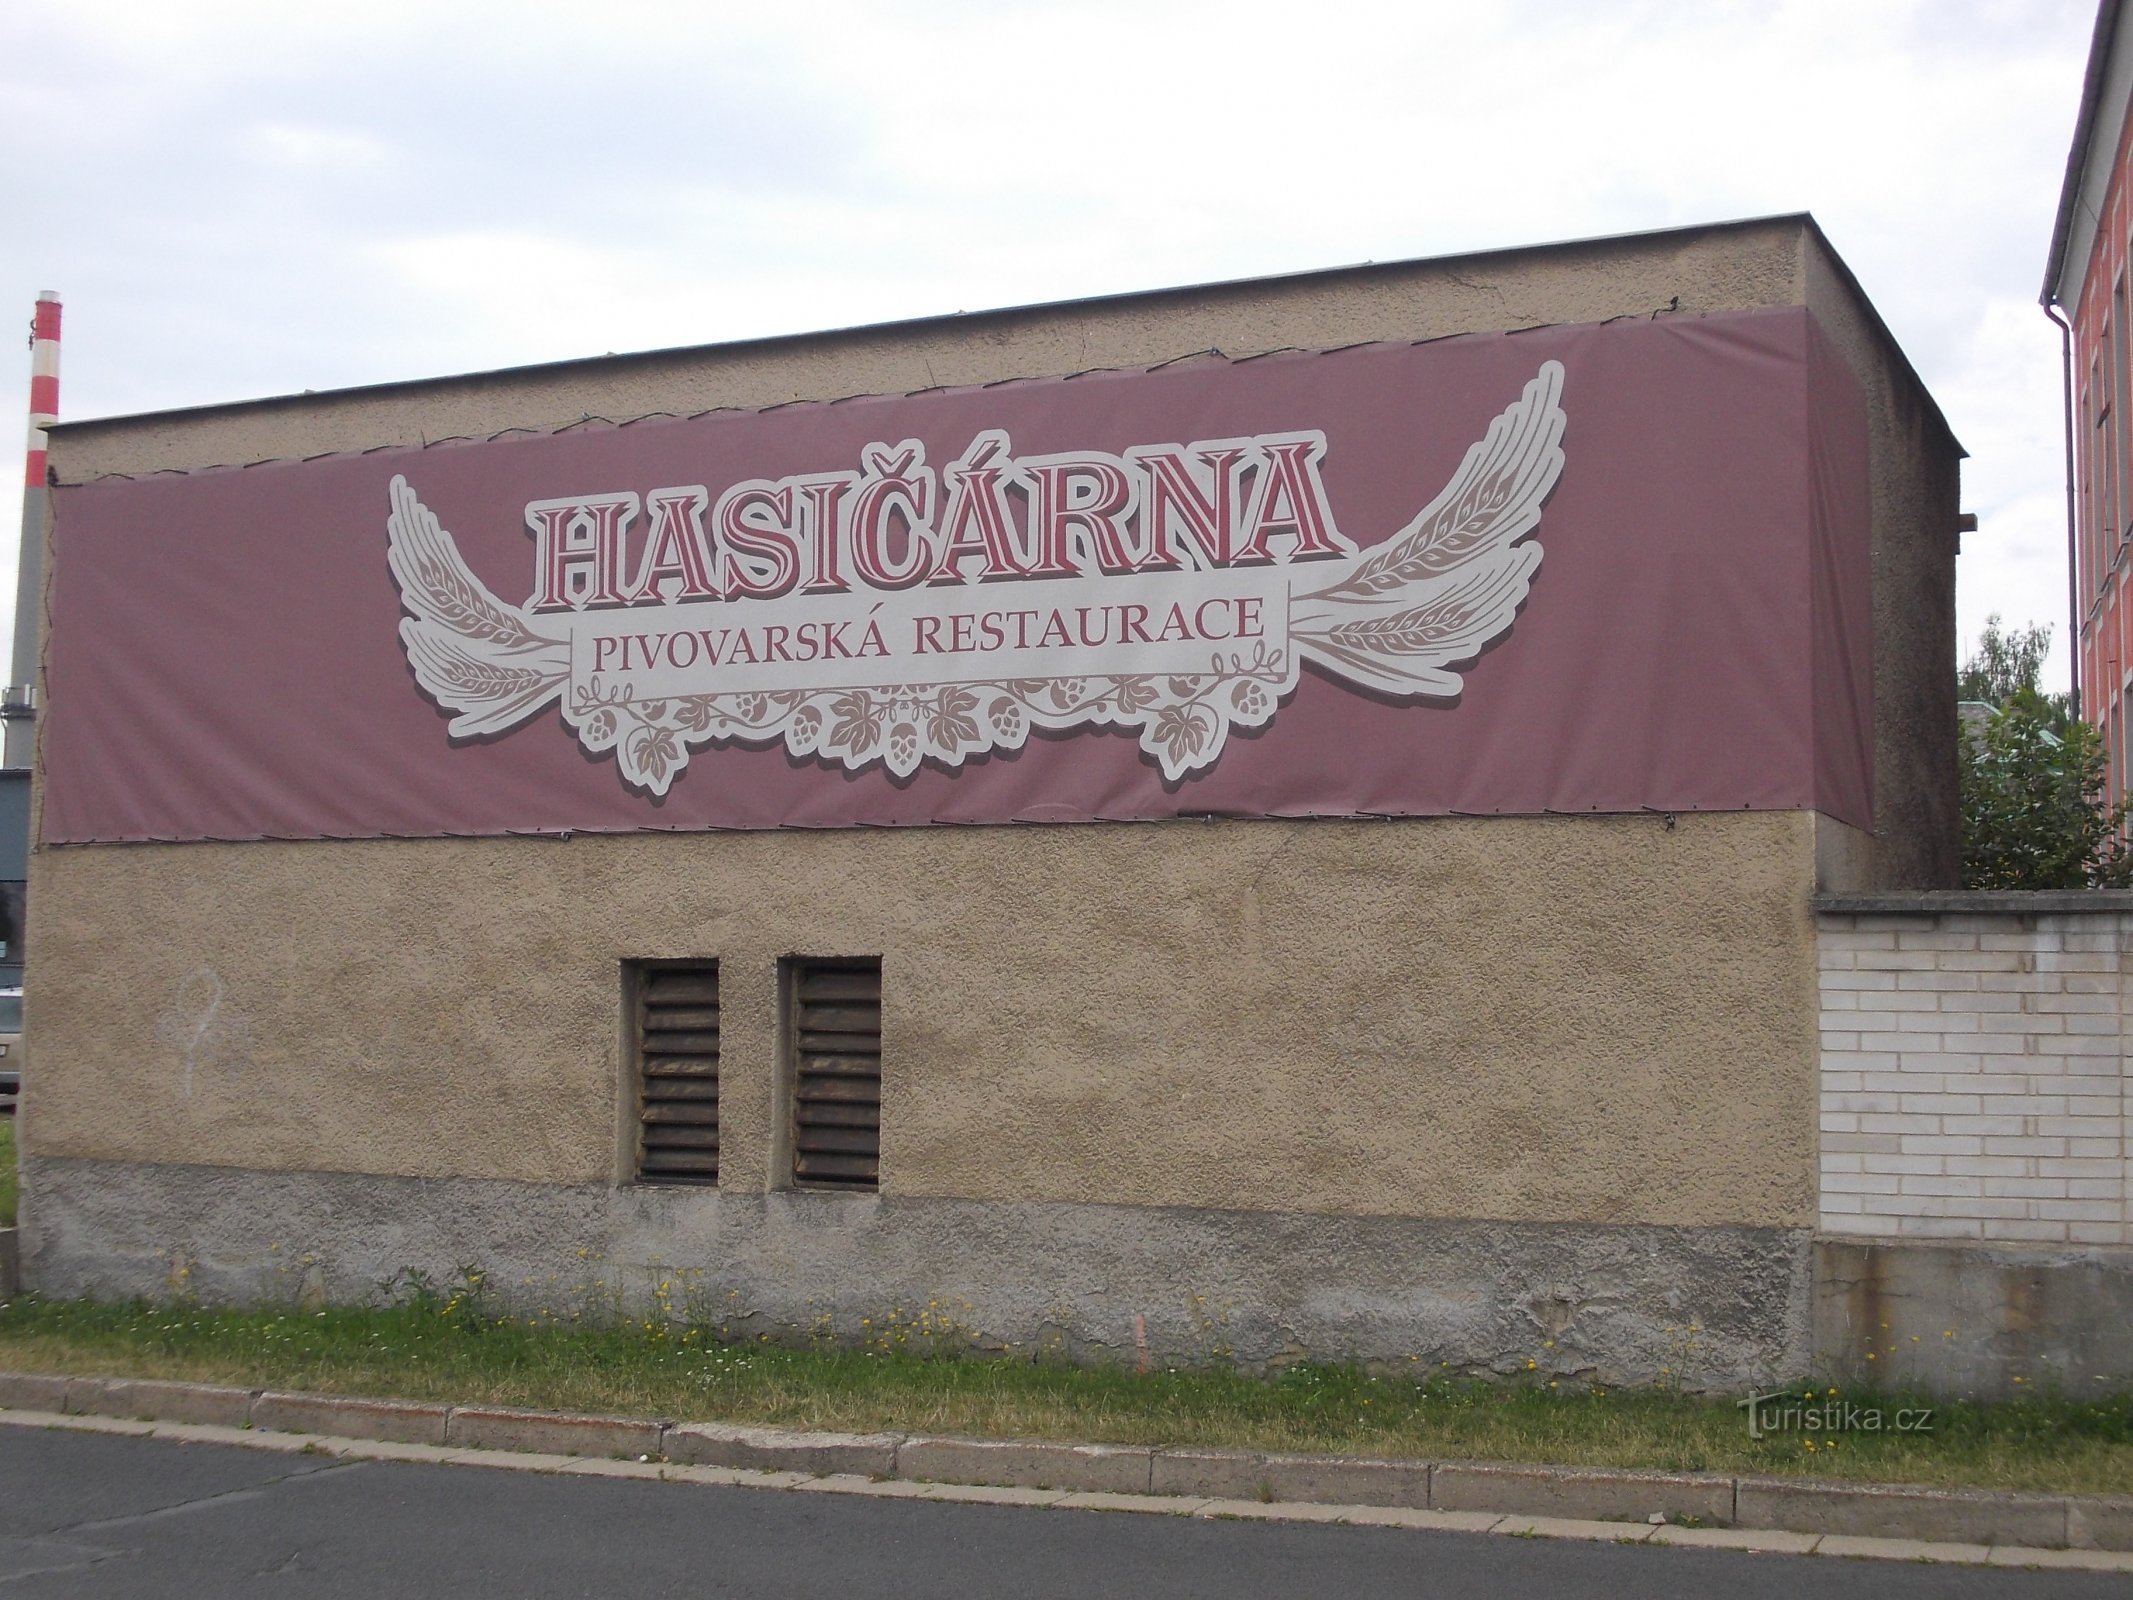 HASIČÁRNA
PIVOVARSKÁ RESTAURACE
Turistika.cz